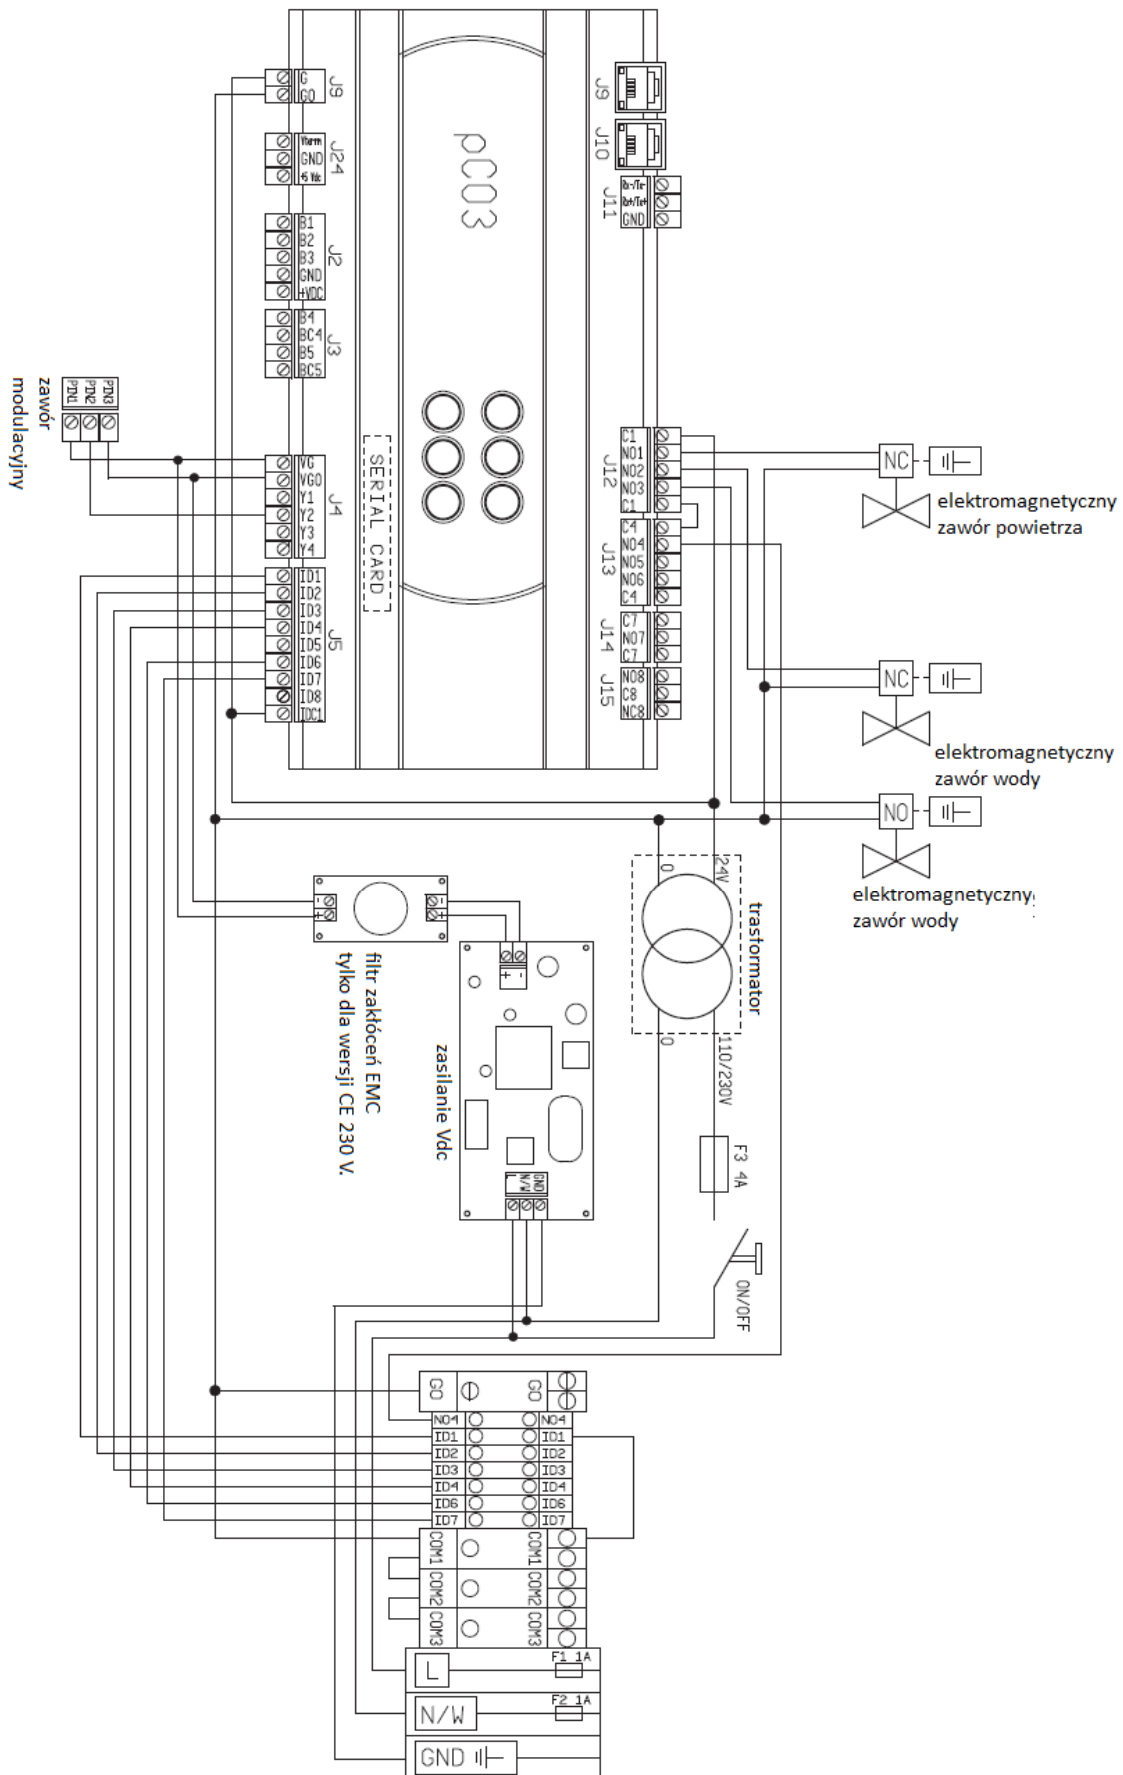 G
G0
J9
Vterm
GND
+5 Vdc
J24
B1
B2
B3
GND
+VDC
J2
B4
BC4
B5
BC5
J3
pCO3
J9
J10
Rx-/Tx-
Rx+/Tx+
GND
J11
zawór
modulacyjny
PIN1
PIN2
PIN3
VG
VG0
Y1
Y2
Y3
Y4
J4
ID1
ID2
ID3
ID4
ID5
ID6
ID7
ID8
IDC1
J5
SERIAL CARD
C1
NO1
NO2
NO3
C1
J12
C4
NO4
NO5
NO6
C4
J13
C7
NO7
C7
J14
NO8
C8
NC8
J15
NC
elektromagnetyczny
zawór powietrza
NC
elektromagnetyczny
zawór wody
NO
elektromagnetyczny
zawór wody
0
24V
trasformator
0
110/230V
- -
+ +
filtr zakłóceń EMC
tylko dla wersji CE 230 V.
+ -
zasilanie Vdc
L
N/W
GND
F3 4A
ON/OFF
G0 G0
NO4 NO4
ID1 ID1
ID2 ID2
ID3 ID3
ID4 ID4
ID6 ID6
ID7 ID7
COM1 COM1
COM2 COM2
COM3 COM3
L F1 1A
N/W F2 1A
GND